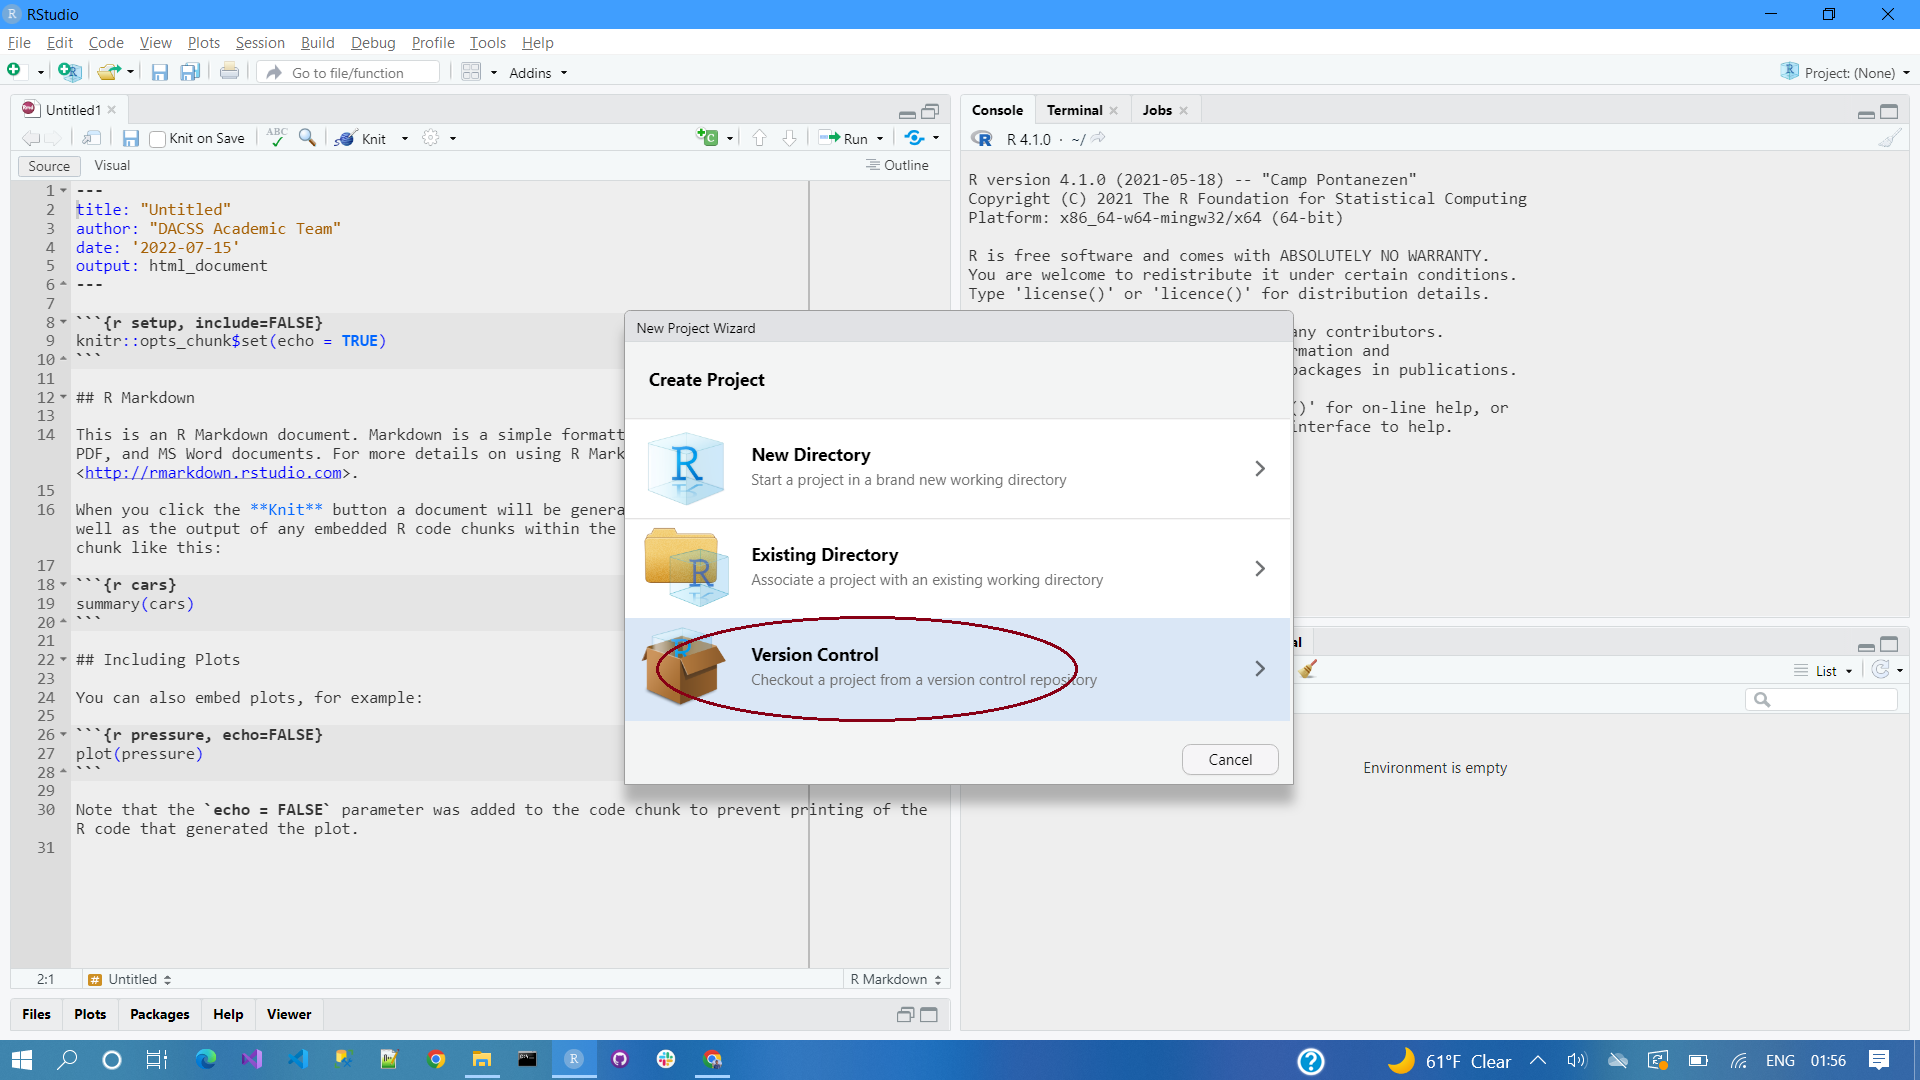 RStudio
File Edit Code View Plots Session Build Debug Profile Tools Help
Go to file/function Addins Project: (None)
Untitled1
Knit on Save ABC Knit Run
Source Visual Outline
1 ---
2 title: "Untitled"
3 author: "DACSS Academic Team"
4 date: '2022-07-15'
5 output: html_document
6 ---
7
8 ```{r setup, include=FALSE}
9 knitr::opts_chunk$set(echo = TRUE)
10 ```
11
12 ## R Markdown
13
14 This is an R Markdown document. Markdown is a simple formatt
PDF, and MS Word documents. For more details on using R Mark
<http://rmarkdown.rstudio.com>.
15
16 When you click the **Knit** button a document will be genera
well as the output of any embedded R code chunks within the
chunk like this:
17
18 ```{r cars}
19 summary(cars)
20 ```
21
22 ## Including Plots
23
24 You can also embed plots, for example:
25
26 ```{r pressure, echo=FALSE}
27 plot(pressure)
28 ```
29
30 Note that the `echo = FALSE` parameter was added to the code chunk to prevent printing of the
R code that generated the plot.
31
2:1 Untitled R Markdown
Files Plots Packages Help Viewer
Console Terminal Jobs
R 4.1.0 · ~/
R version 4.1.0 (2021-05-18) -- "Camp Pontanezen"
Copyright (C) 2021 The R Foundation for Statistical Computing
Platform: x86_64-w64-mingw32/x64 (64-bit)
R is free software and comes with ABSOLUTELY NO WARRANTY.
You are welcome to redistribute it under certain conditions.
Type 'license()' or 'licence()' for distribution details.
any contributors.
rmation and
packages in publications.
()' for on-line help, or
interface to help.
New Project Wizard
Create Project
New Directory
Start a project in a brand new working directory
Existing Directory
Associate a project with an existing working directory
Version Control
Checkout a project from a version control repository
Cancel
al
List
Environment is empty
61°F Clear ENG 01:56